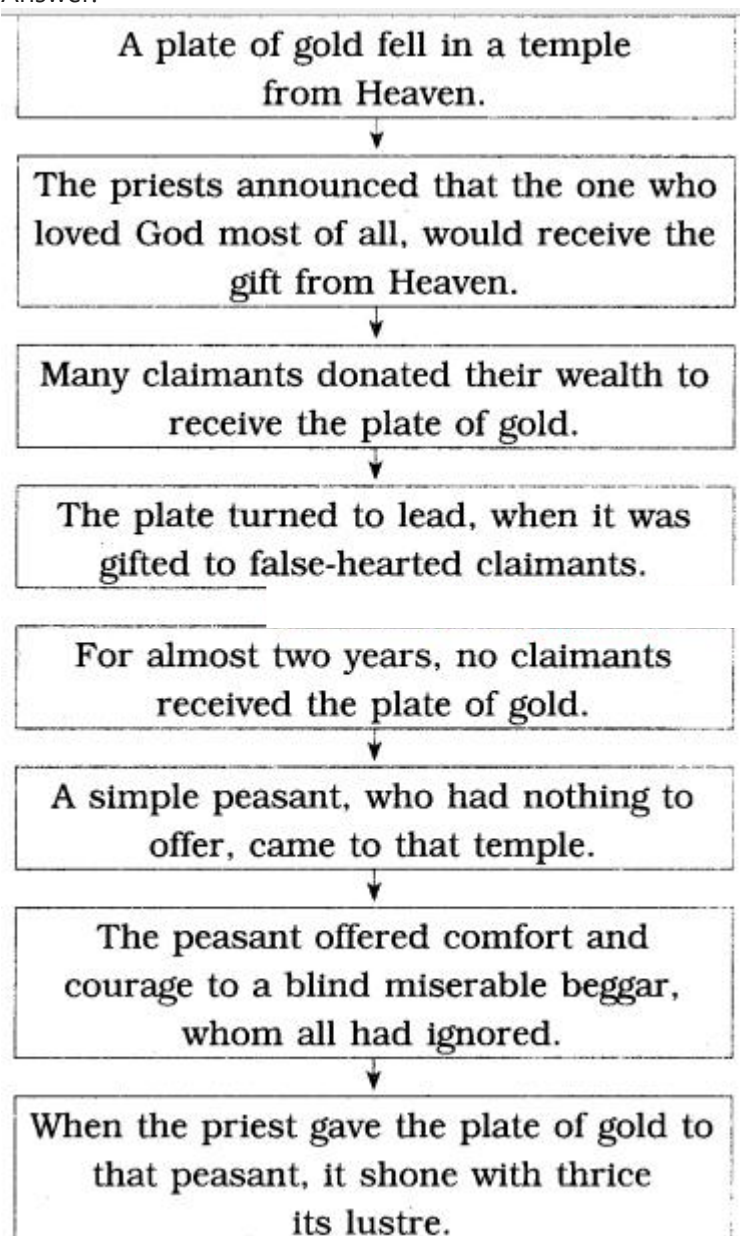 A plate of gold fell in a temple
from Heaven.
The priests announced that the one who
loved God most of all, would receive the
gift from Heaven.
Many claimants donated their wealth to
receive the plate of gold.
The plate turned to lead, when it was
gifted to false-hearted claimants.
For almost two years, no claimants
received the plate of gold.
A simple peasant, who had nothing to
offer, came to that temple.
The peasant offered comfort and
courage to a blind miserable beggar,
whom all had ignored.
When the priest gave the plate of gold to
that peasant, it shone with thrice
its lustre.